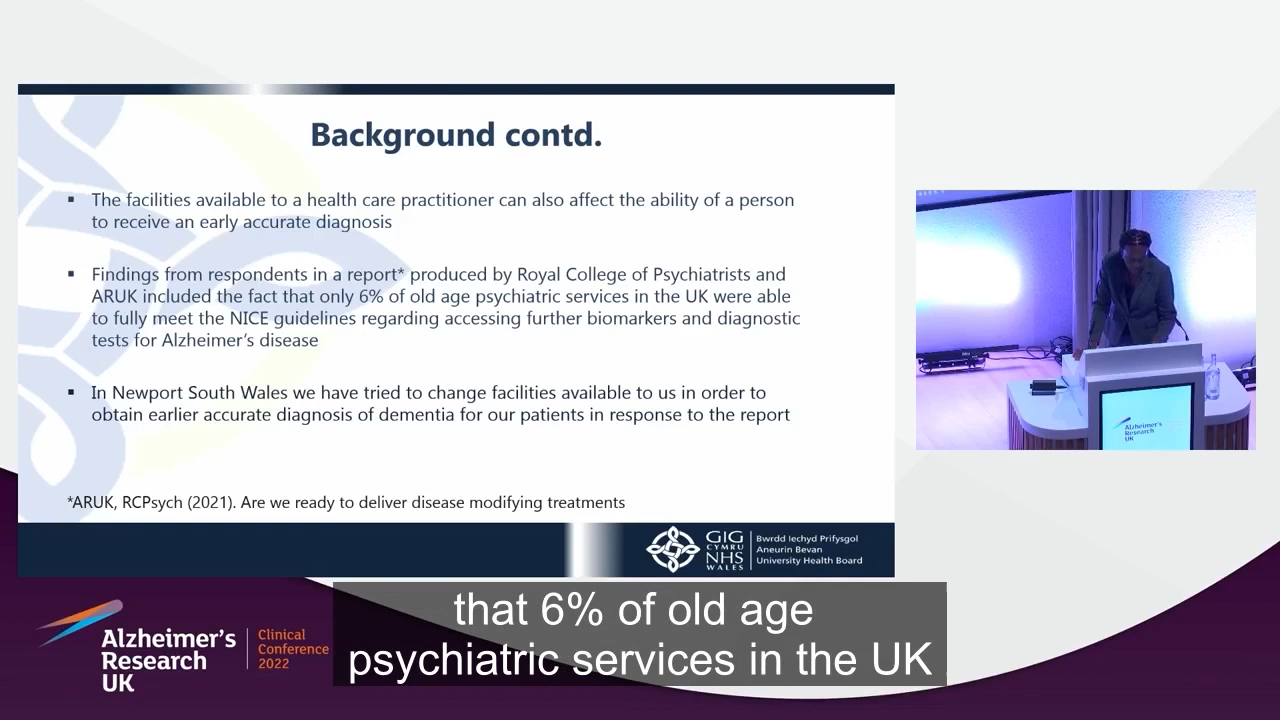 Background contd.
▪ The facilities available to a health care practitioner can also affect the ability of a person
to receive an early accurate diagnosis
▪ Findings from respondents in a report* produced by Royal College of Psychiatrists and
ARUK included the fact that only 6% of old age psychiatric services in the UK were able
to fully meet the NICE guidelines regarding accessing further biomarkers and diagnostic
tests for Alzheimer's disease
▪ In Newport South Wales we have tried to change facilities available to us in order to
obtain earlier accurate diagnosis of dementia for our patients in response to the report
*ARUK, RCPsych (2021). Are we ready to deliver disease modifying treatments
GIG
CYMRU
NHS
WALES
Bwrdd Iechyd Prifysgol
Aneurin Bevan
University Health Board
Alzheimer's
Research
UK
Alzheimer's
Research
UK
Clinical
Conference
2022
that 6% of old age
psychiatric services in the UK